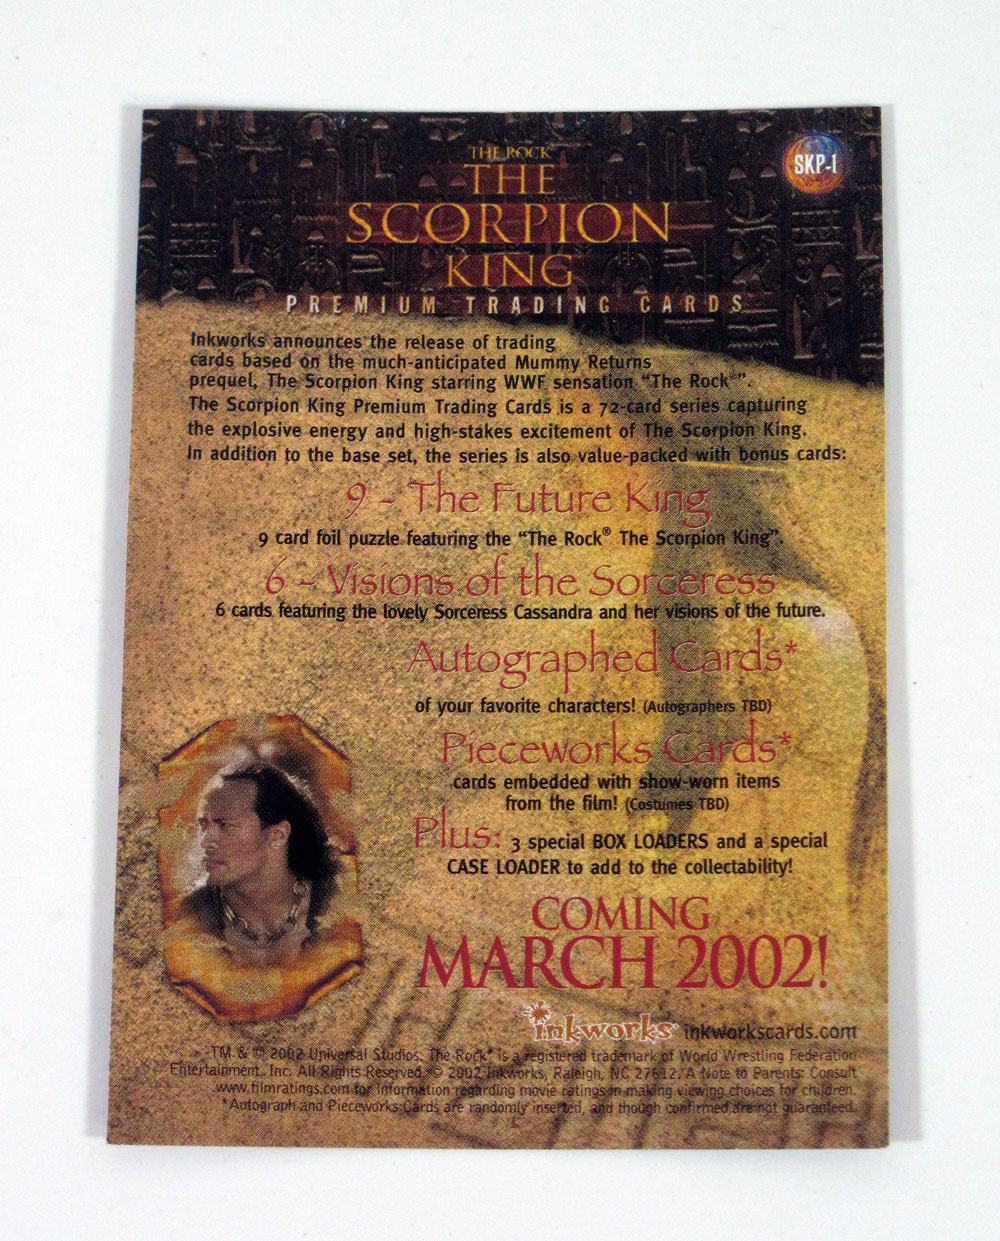 SKP-1
THE ROCK
THE
SCORPION
KING
PREMIUM TRADING CARDS
Inkworks announces the release of trading
cards based on the much-anticipated Mummy Returns
prequel, The Scorpion King starring WWF sensation “The Rock®”.
The Scorpion King Premium Trading Cards is a 72-card series capturing
the explosive energy and high-stakes excitement of The Scorpion King.
In addition to the base set, the series is also value-packed with bonus cards:
9 - The Future King
9 card foil puzzle featuring the “The Rock® The Scorpion King”.
6 - Visions of the Sorceress
6 cards featuring the lovely Sorceress Cassandra and her visions of the future.
Autographed Cards*
of your favorite characters! (Autographers TBD)
Pieceworks Cards*
cards embedded with show-worn items
from the film! (Costumes TBD)
Plus: 3 special BOX LOADERS and a special
CASE LOADER to add to the collectability!
COMING
MARCH 2002!
inkworks inkworkscards.com
TM & © 2002 Universal Studios. The Rock® is a registered trademark of World Wrestling Federation
Entertainment, Inc. All Rights Reserved. © 2002 Inkworks, Raleigh, NC 27612. A Note to Parents: Consult
www.filmratings.com for information regarding movie ratings in making viewing choices for children.
*Autograph and Pieceworks Cards are randomly inserted, and though confirmed are not guaranteed.